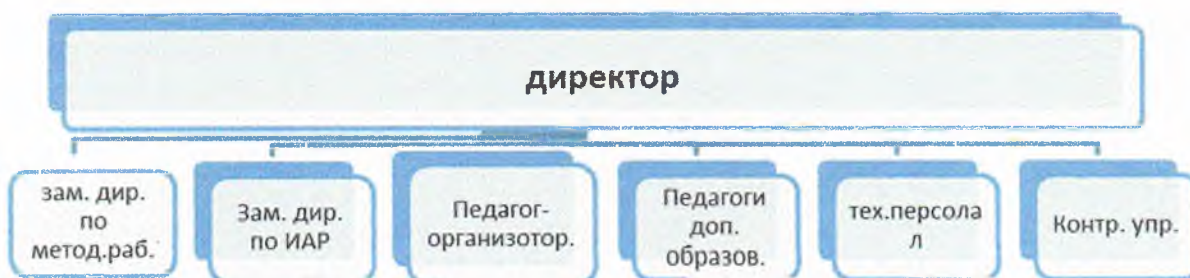 директор
зам. дир.
по
метод.раб.
Зам. дир.
по ИАР
Педагог-
организотор.
Педагоги
доп.
образов.
тех.персола
л
Контр. упр.